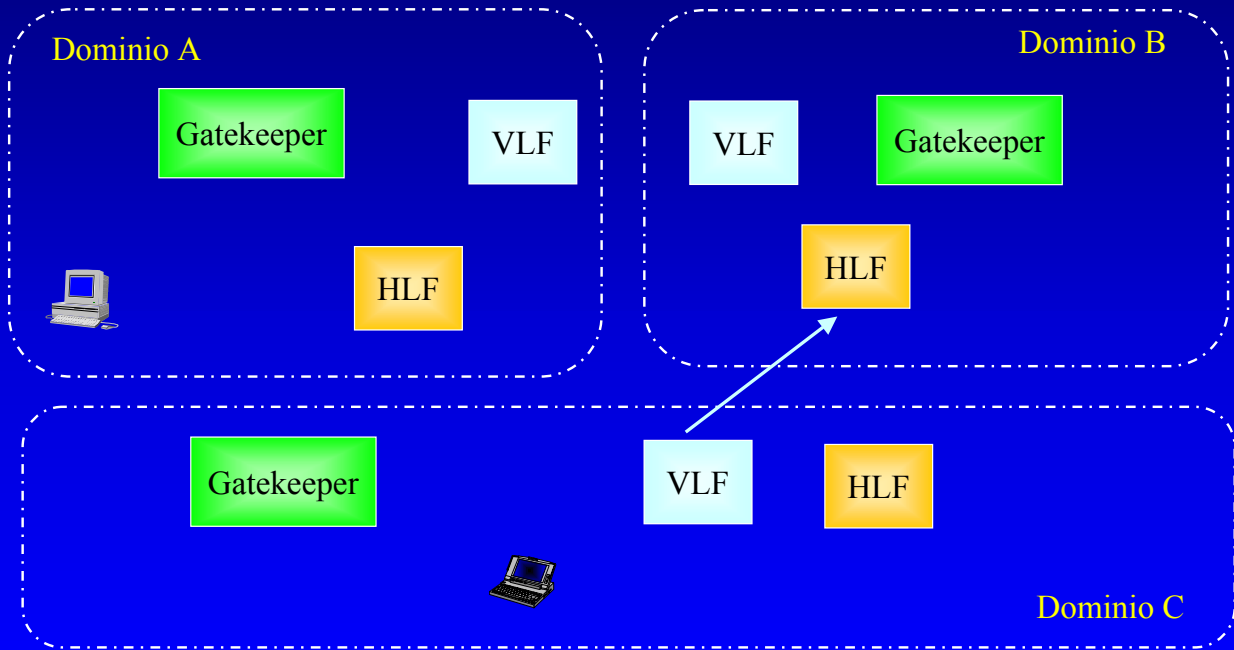 Dominio A
Gatekeeper
VLF
HLF
Dominio B
VLF
Gatekeeper
HLF
Gatekeeper
VLF
HLF
Dominio C